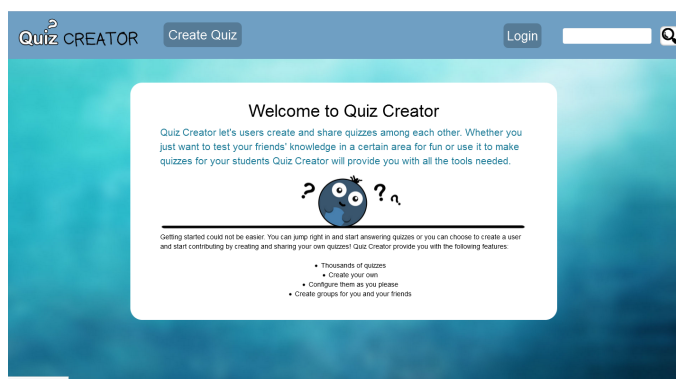 Quiz CREATOR
Create Quiz
Login
Welcome to Quiz Creator
Quiz Creator let's users create and share quizzes among each other. Whether you
just want to test your friends' knowledge in a certain area for fun or use it to make
quizzes for your students Quiz Creator will provide you with all the tools needed.
? ? ?
Getting started could not be easier. You can jump right in and start answering quizzes or you can choose to create a user
and start contributing by creating and sharing your own quizzes! Quiz Creator provide you with the following features:
• Thousands of quizzes
• Create your own
• Configure them as you please
• Create groups for you and your friends